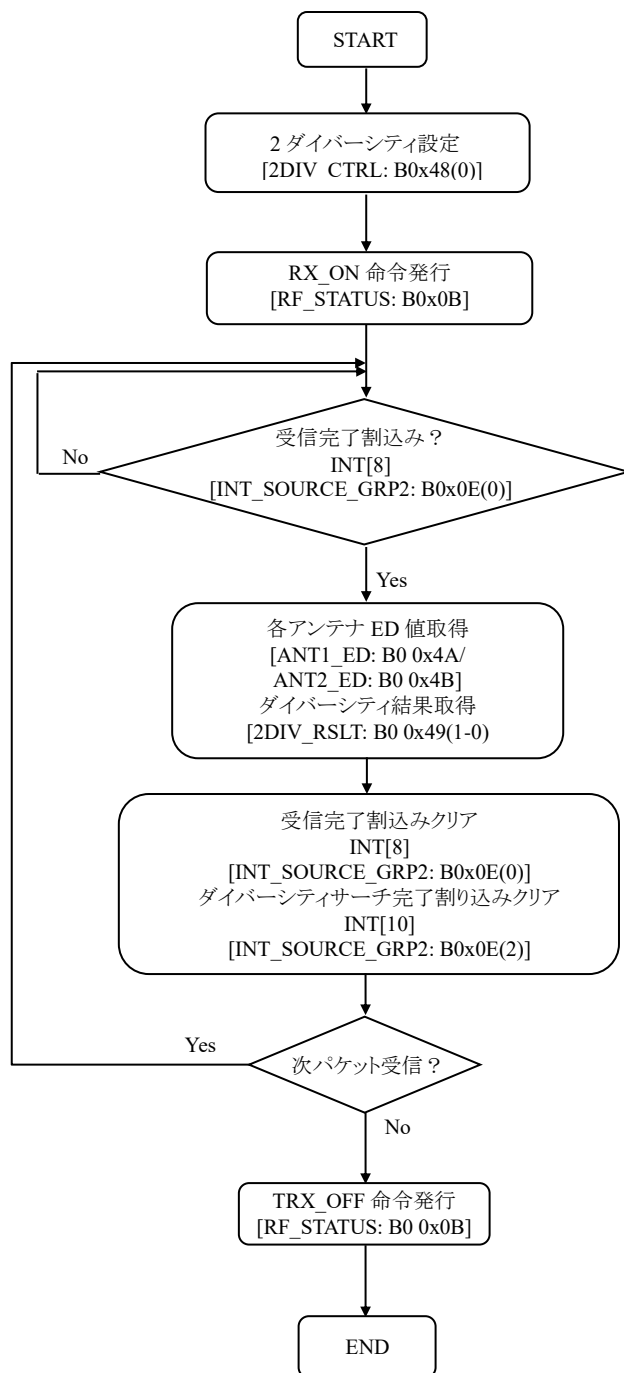 START
2 ダイバーシティ設定
[2DIV_CTRL: B0x48(0)]
RX_ON 命令発行
[RF_STATUS: B0x0B]
受信完了割込み？
INT[8]
[INT_SOURCE_GRP2: B0x0E(0)]
No
Yes
各アンテナ ED 値取得
[ANT1_ED: B0 0x4A/
ANT2_ED: B0 0x4B]
ダイバーシティ結果取得
[2DIV_RSLT: B0 0x49(1-0)
受信完了割込みクリア
INT[8]
[INT_SOURCE_GRP2: B0x0E(0)]
ダイバーシティサーチ完了割り込みクリア
INT[10]
[INT_SOURCE_GRP2: B0x0E(2)]
Yes
次パケット受信？
No
TRX_OFF 命令発行
[RF_STATUS: B0 0x0B]
END